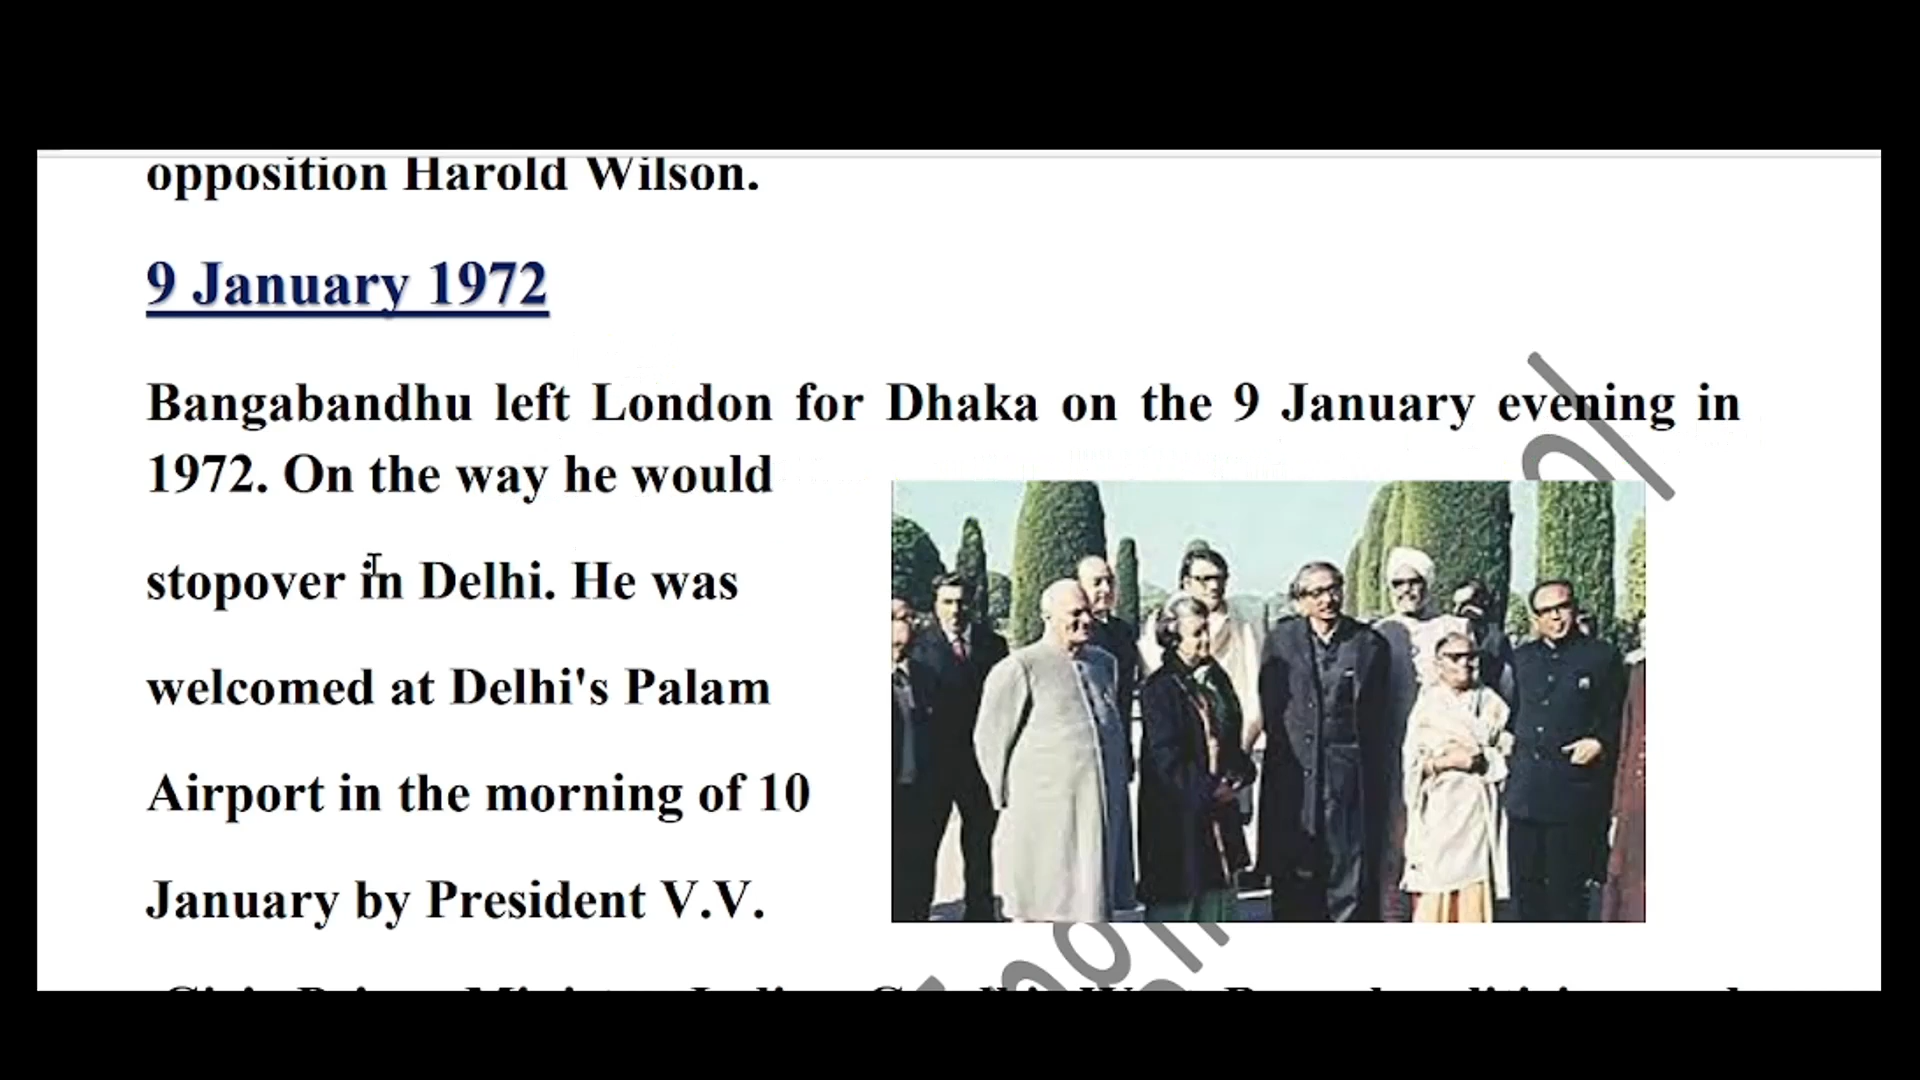 opposition Harold Wilson.
9 January 1972
Bangabandhu left London for Dhaka on the 9 January evening in
1972. On the way he would
stopover in Delhi. He was
welcomed at Delhi's Palam
Airport in the morning of 10
January by President V.V.